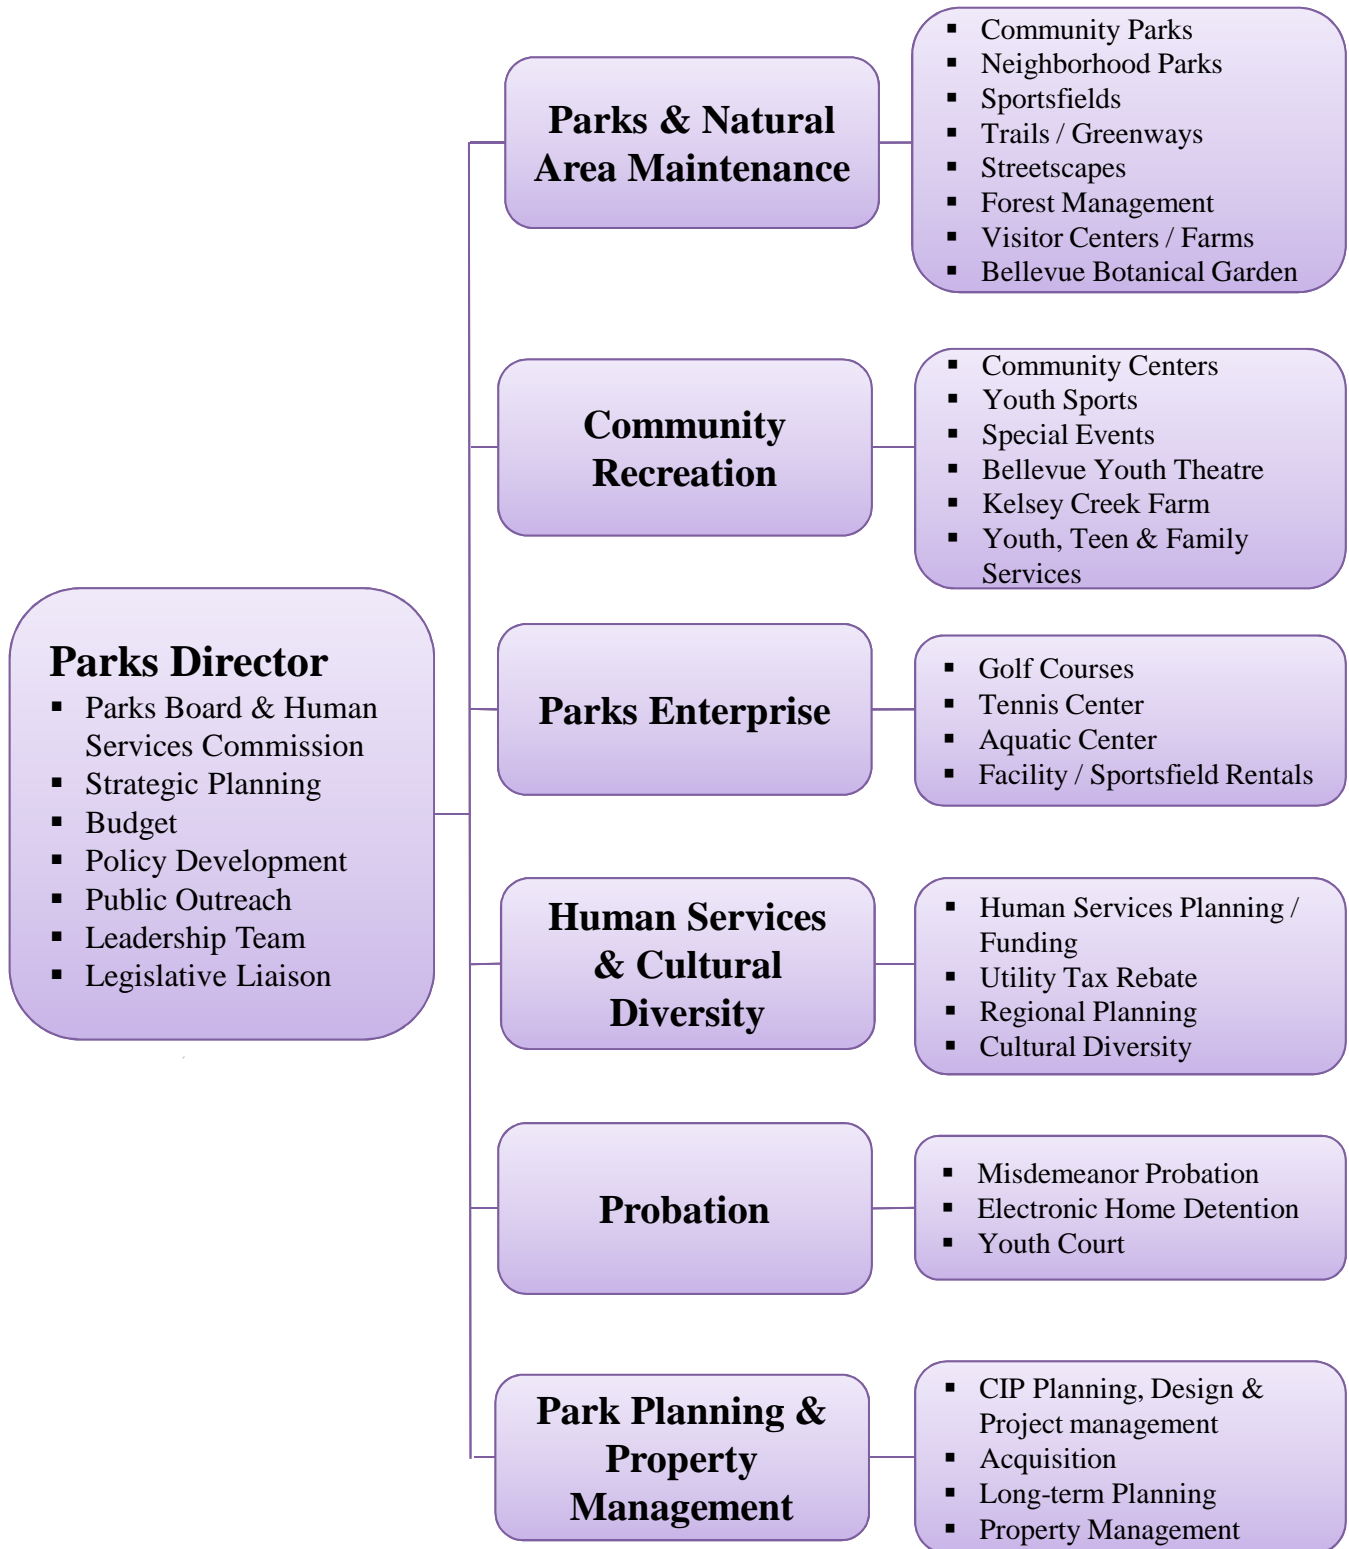 Parks Director
▪ Parks Board & Human
Services Commission
▪ Strategic Planning
▪ Budget
▪ Policy Development
▪ Public Outreach
▪ Leadership Team
▪ Legislative Liaison
Parks & Natural
Area Maintenance
▪ Community Parks
▪ Neighborhood Parks
▪ Sportsfields
▪ Trails / Greenways
▪ Streetscapes
▪ Forest Management
▪ Visitor Centers / Farms
▪ Bellevue Botanical Garden
Community
Recreation
▪ Community Centers
▪ Youth Sports
▪ Special Events
▪ Bellevue Youth Theatre
▪ Kelsey Creek Farm
▪ Youth, Teen & Family
Services
Parks Enterprise
▪ Golf Courses
▪ Tennis Center
▪ Aquatic Center
▪ Facility / Sportsfield Rentals
Human Services
& Cultural
Diversity
▪ Human Services Planning /
Funding
▪ Utility Tax Rebate
▪ Regional Planning
▪ Cultural Diversity
Probation
▪ Misdemeanor Probation
▪ Electronic Home Detention
▪ Youth Court
Park Planning &
Property
Management
▪ CIP Planning, Design &
Project management
▪ Acquisition
▪ Long-term Planning
▪ Property Management